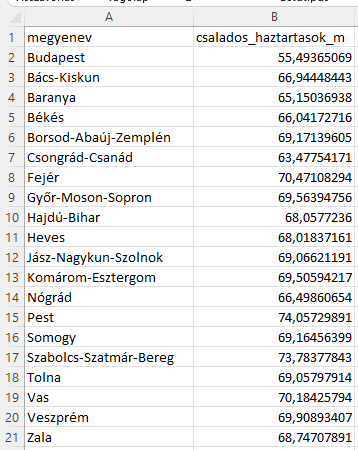 A B
1 megyenev csalados_haztartasok_m
2 Budapest 55,49365069
3 Bács-Kiskun 66,94448443
4 Baranya 65,15036938
5 Békés 66,04172716
6 Borsod-Abaúj-Zemplén 69,17139605
7 Csongrád-Csanád 63,47754171
8 Fejér 70,47108294
9 Győr-Moson-Sopron 69,56394756
10 Hajdú-Bihar 68,0577236
11 Heves 68,01837161
12 Jász-Nagykun-Szolnok 69,06621191
13 Komárom-Esztergom 69,50594217
14 Nógrád 66,49860654
15 Pest 74,05729891
16 Somogy 69,16456399
17 Szabolcs-Szatmár-Bereg 73,78377843
18 Tolna 69,05797914
19 Vas 70,18425794
20 Veszprém 69,90893407
21 Zala 68,74707891